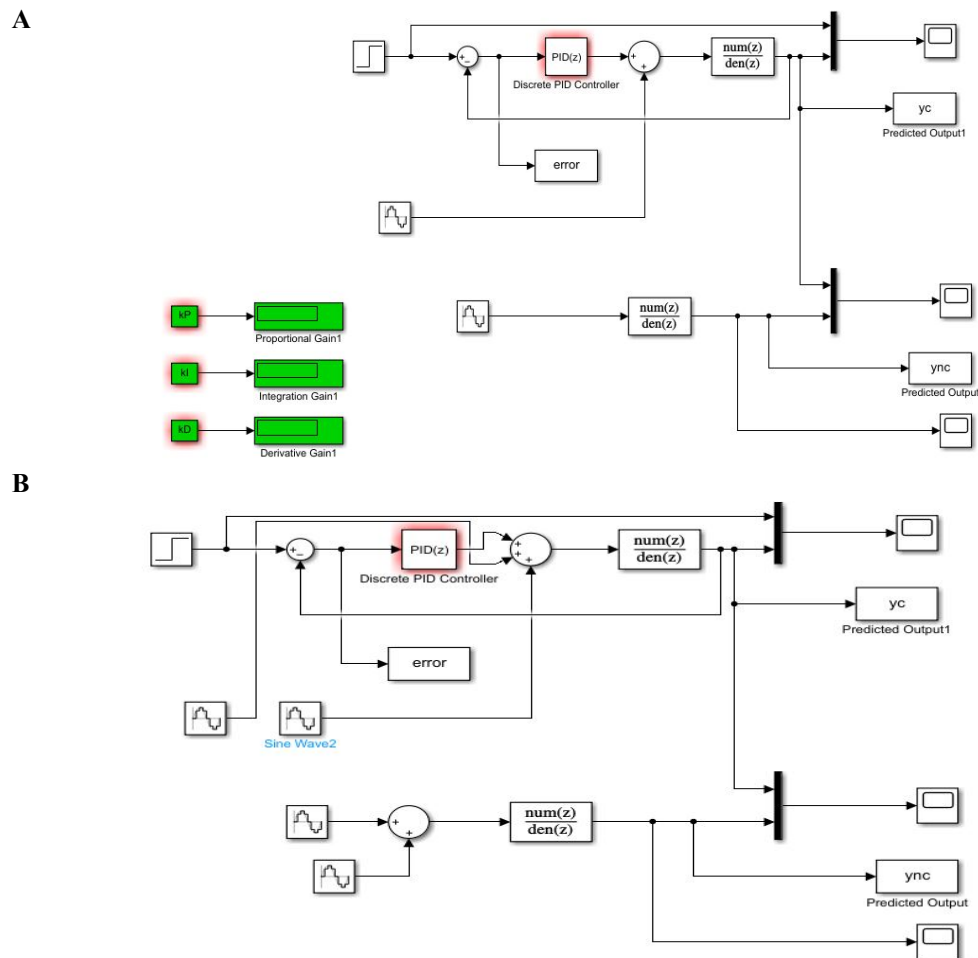 A
PID(z)
num(z)
den(z)
Discrete PID Controller
yc
Predicted Output1
error
num(z)
den(z)
kP
Proportional Gain1
ync
Predicted Output
kI
Integration Gain1
kD
Derivative Gain1
B
PID(z)
num(z)
den(z)
Discrete PID Controller
yc
Predicted Output1
error
Sine Wave2
num(z)
den(z)
ync
Predicted Output